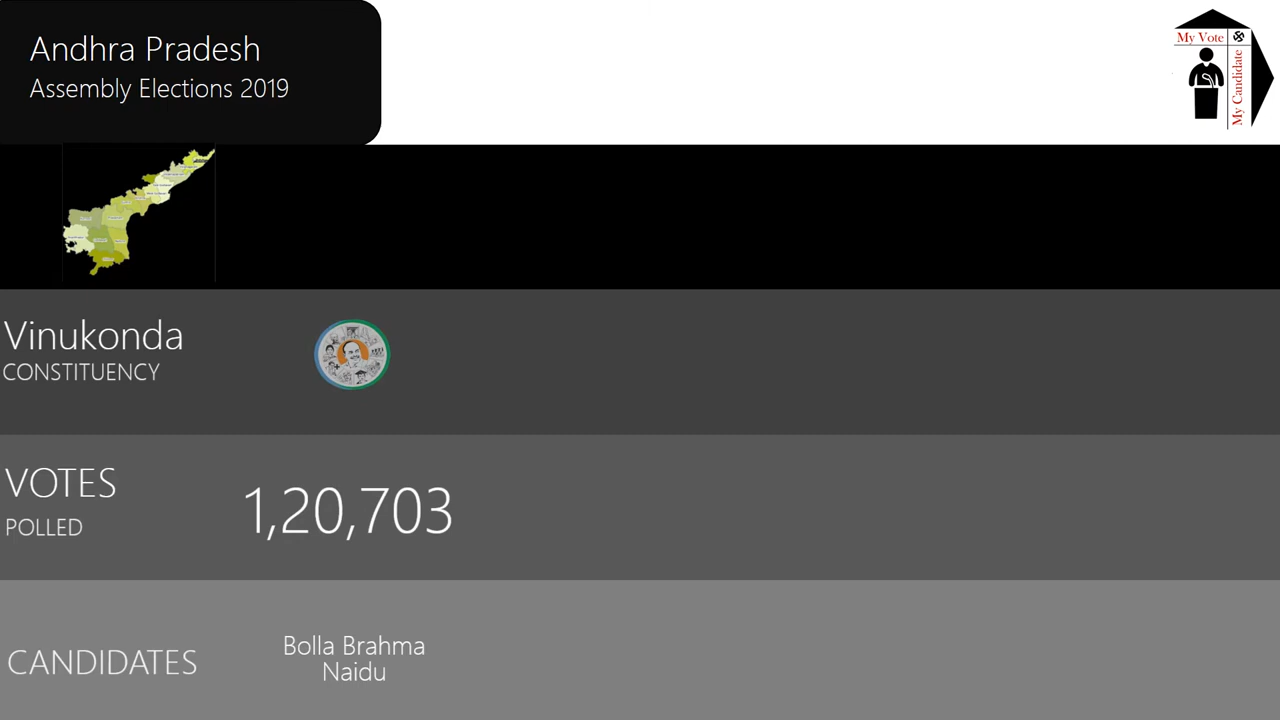 Andhra Pradesh
Assembly Elections 2019
My Vote
My Candidate
Vinukonda
CONSTITUENCY
VOTES
POLLED
1,20,703
CANDIDATES
Bolla Brahma
Naidu